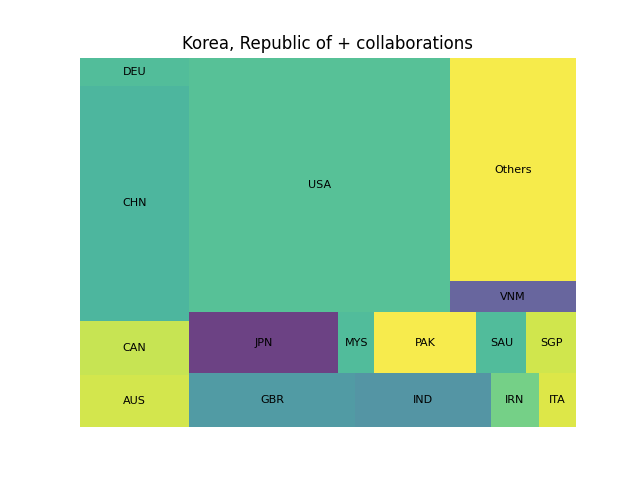 Korea, Republic of + collaborations
DEU
CHN
USA
Others
VNM
CAN
JPN
MYS
PAK
SAU
SGP
AUS
GBR
IND
IRN
ITA